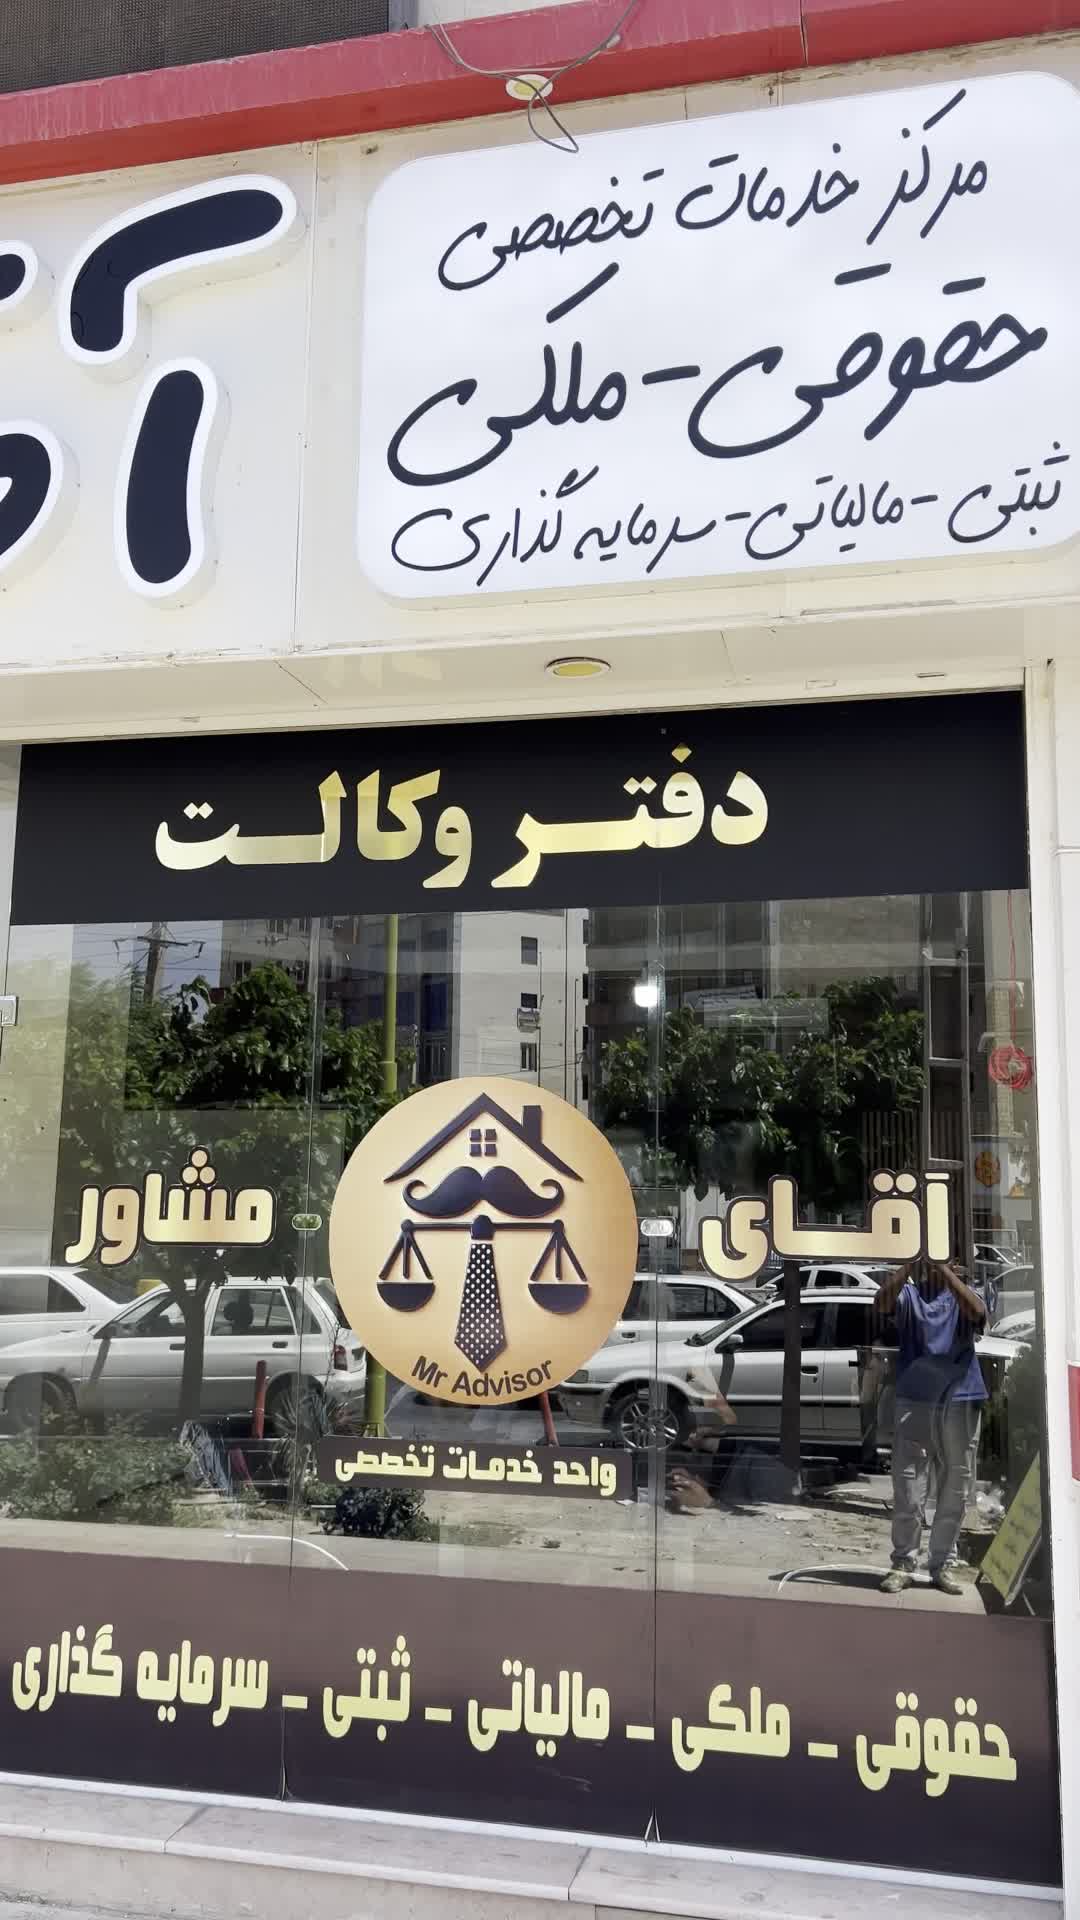 مرکز خدمات تخصصی
حقوقی - ملکی
ثبتی - مالیاتی - سرمایه گذاری
دفتر وکالت
آقای مشاور
Mr Advisor
واحد خدمات تخصصی
حقوقی - ملکی - مالیاتی - ثبتی - سرمایه گذاری